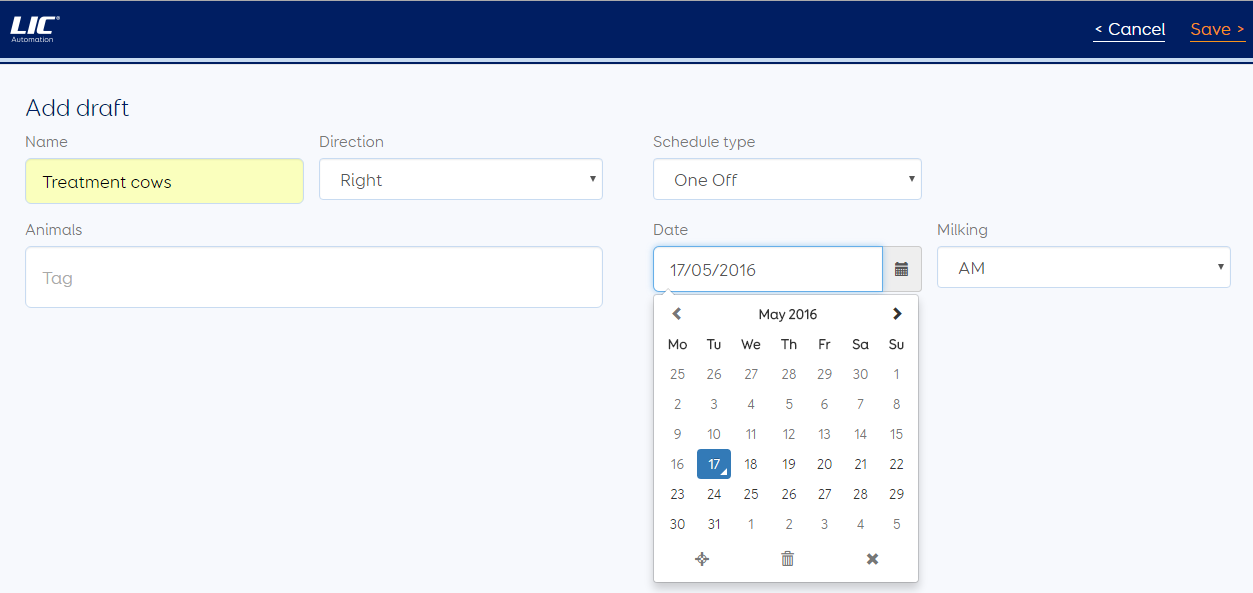 LIC®
Automation
< Cancel
Save >
Add draft
Name
Direction
Schedule type
Treatment cows
Right
One Off
Animals
Date
Milking
Tag
17/05/2016
AM
May 2016
Mo Tu We Th Fr Sa Su
25 26 27 28 29 30 1
2 3 4 5 6 7 8
9 10 11 12 13 14 15
16 17 18 19 20 21 22
23 24 25 26 27 28 29
30 31 1 2 3 4 5